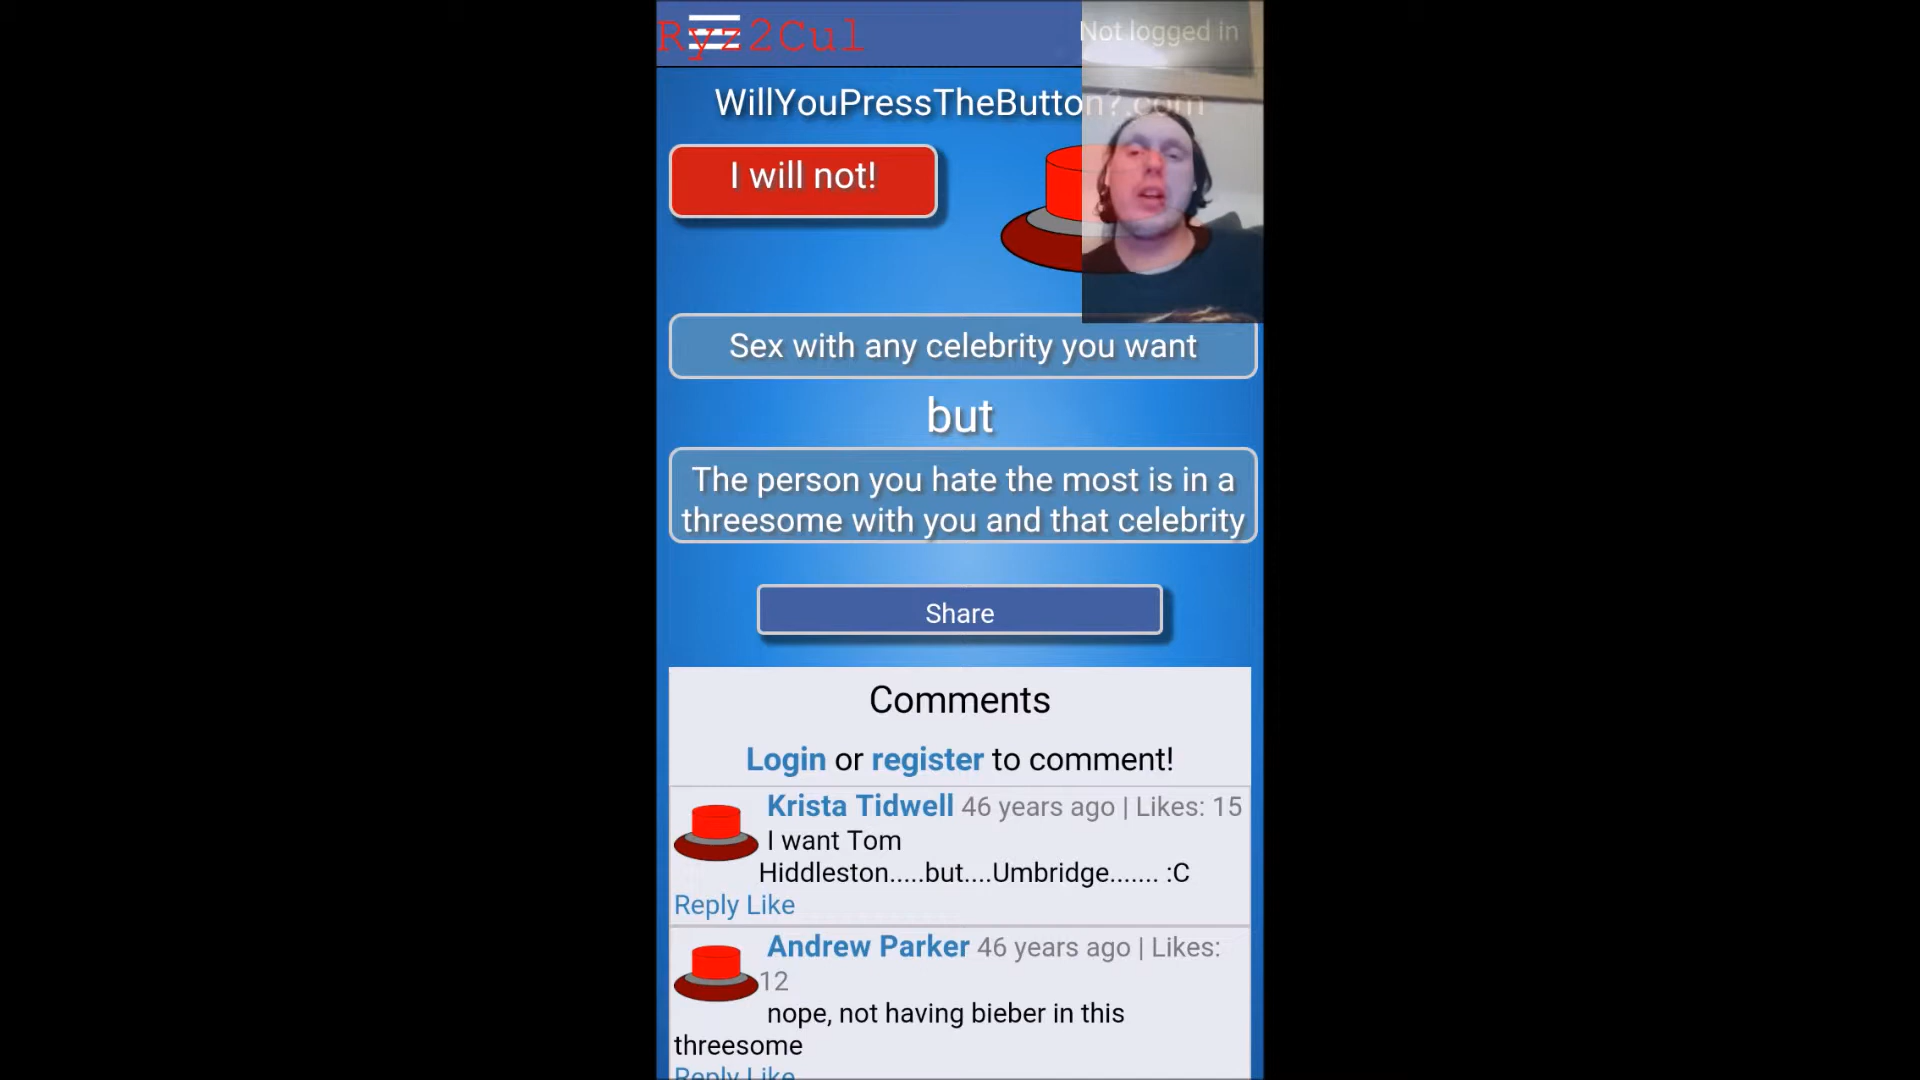 Ryz2Cul
Not logged in
WillYouPressTheButton?.com
I will not!
Sex with any celebrity you want
but
The person you hate the most is in a
threesome with you and that celebrity
Share
Comments
Login or register to comment!
Krista Tidwell 46 years ago | Likes: 15
I want Tom
Hiddleston.....but....Umbridge....... :C
Reply Like
Andrew Parker 46 years ago | Likes:
12
nope, not having bieber in this
threesome
Reply Like